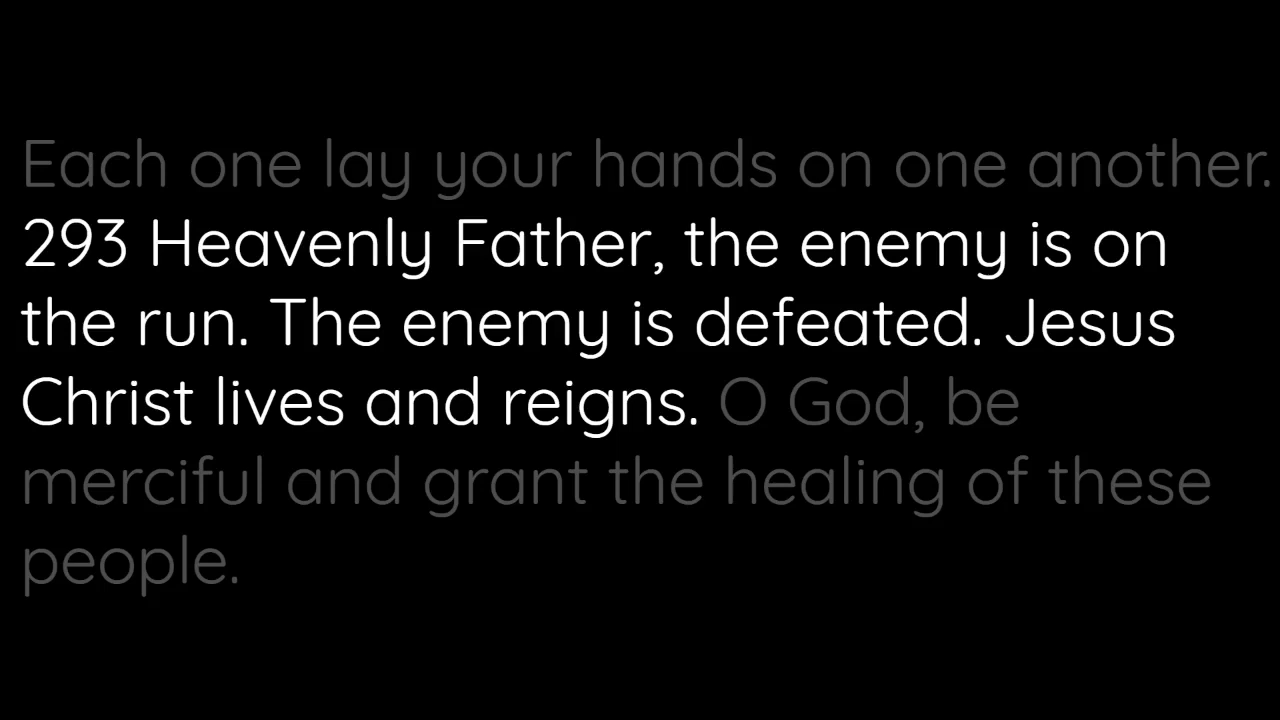 Each one lay your hands on one another.
293 Heavenly Father, the enemy is on
the run. The enemy is defeated. Jesus
Christ lives and reigns. O God, be
merciful and grant the healing of these
people.